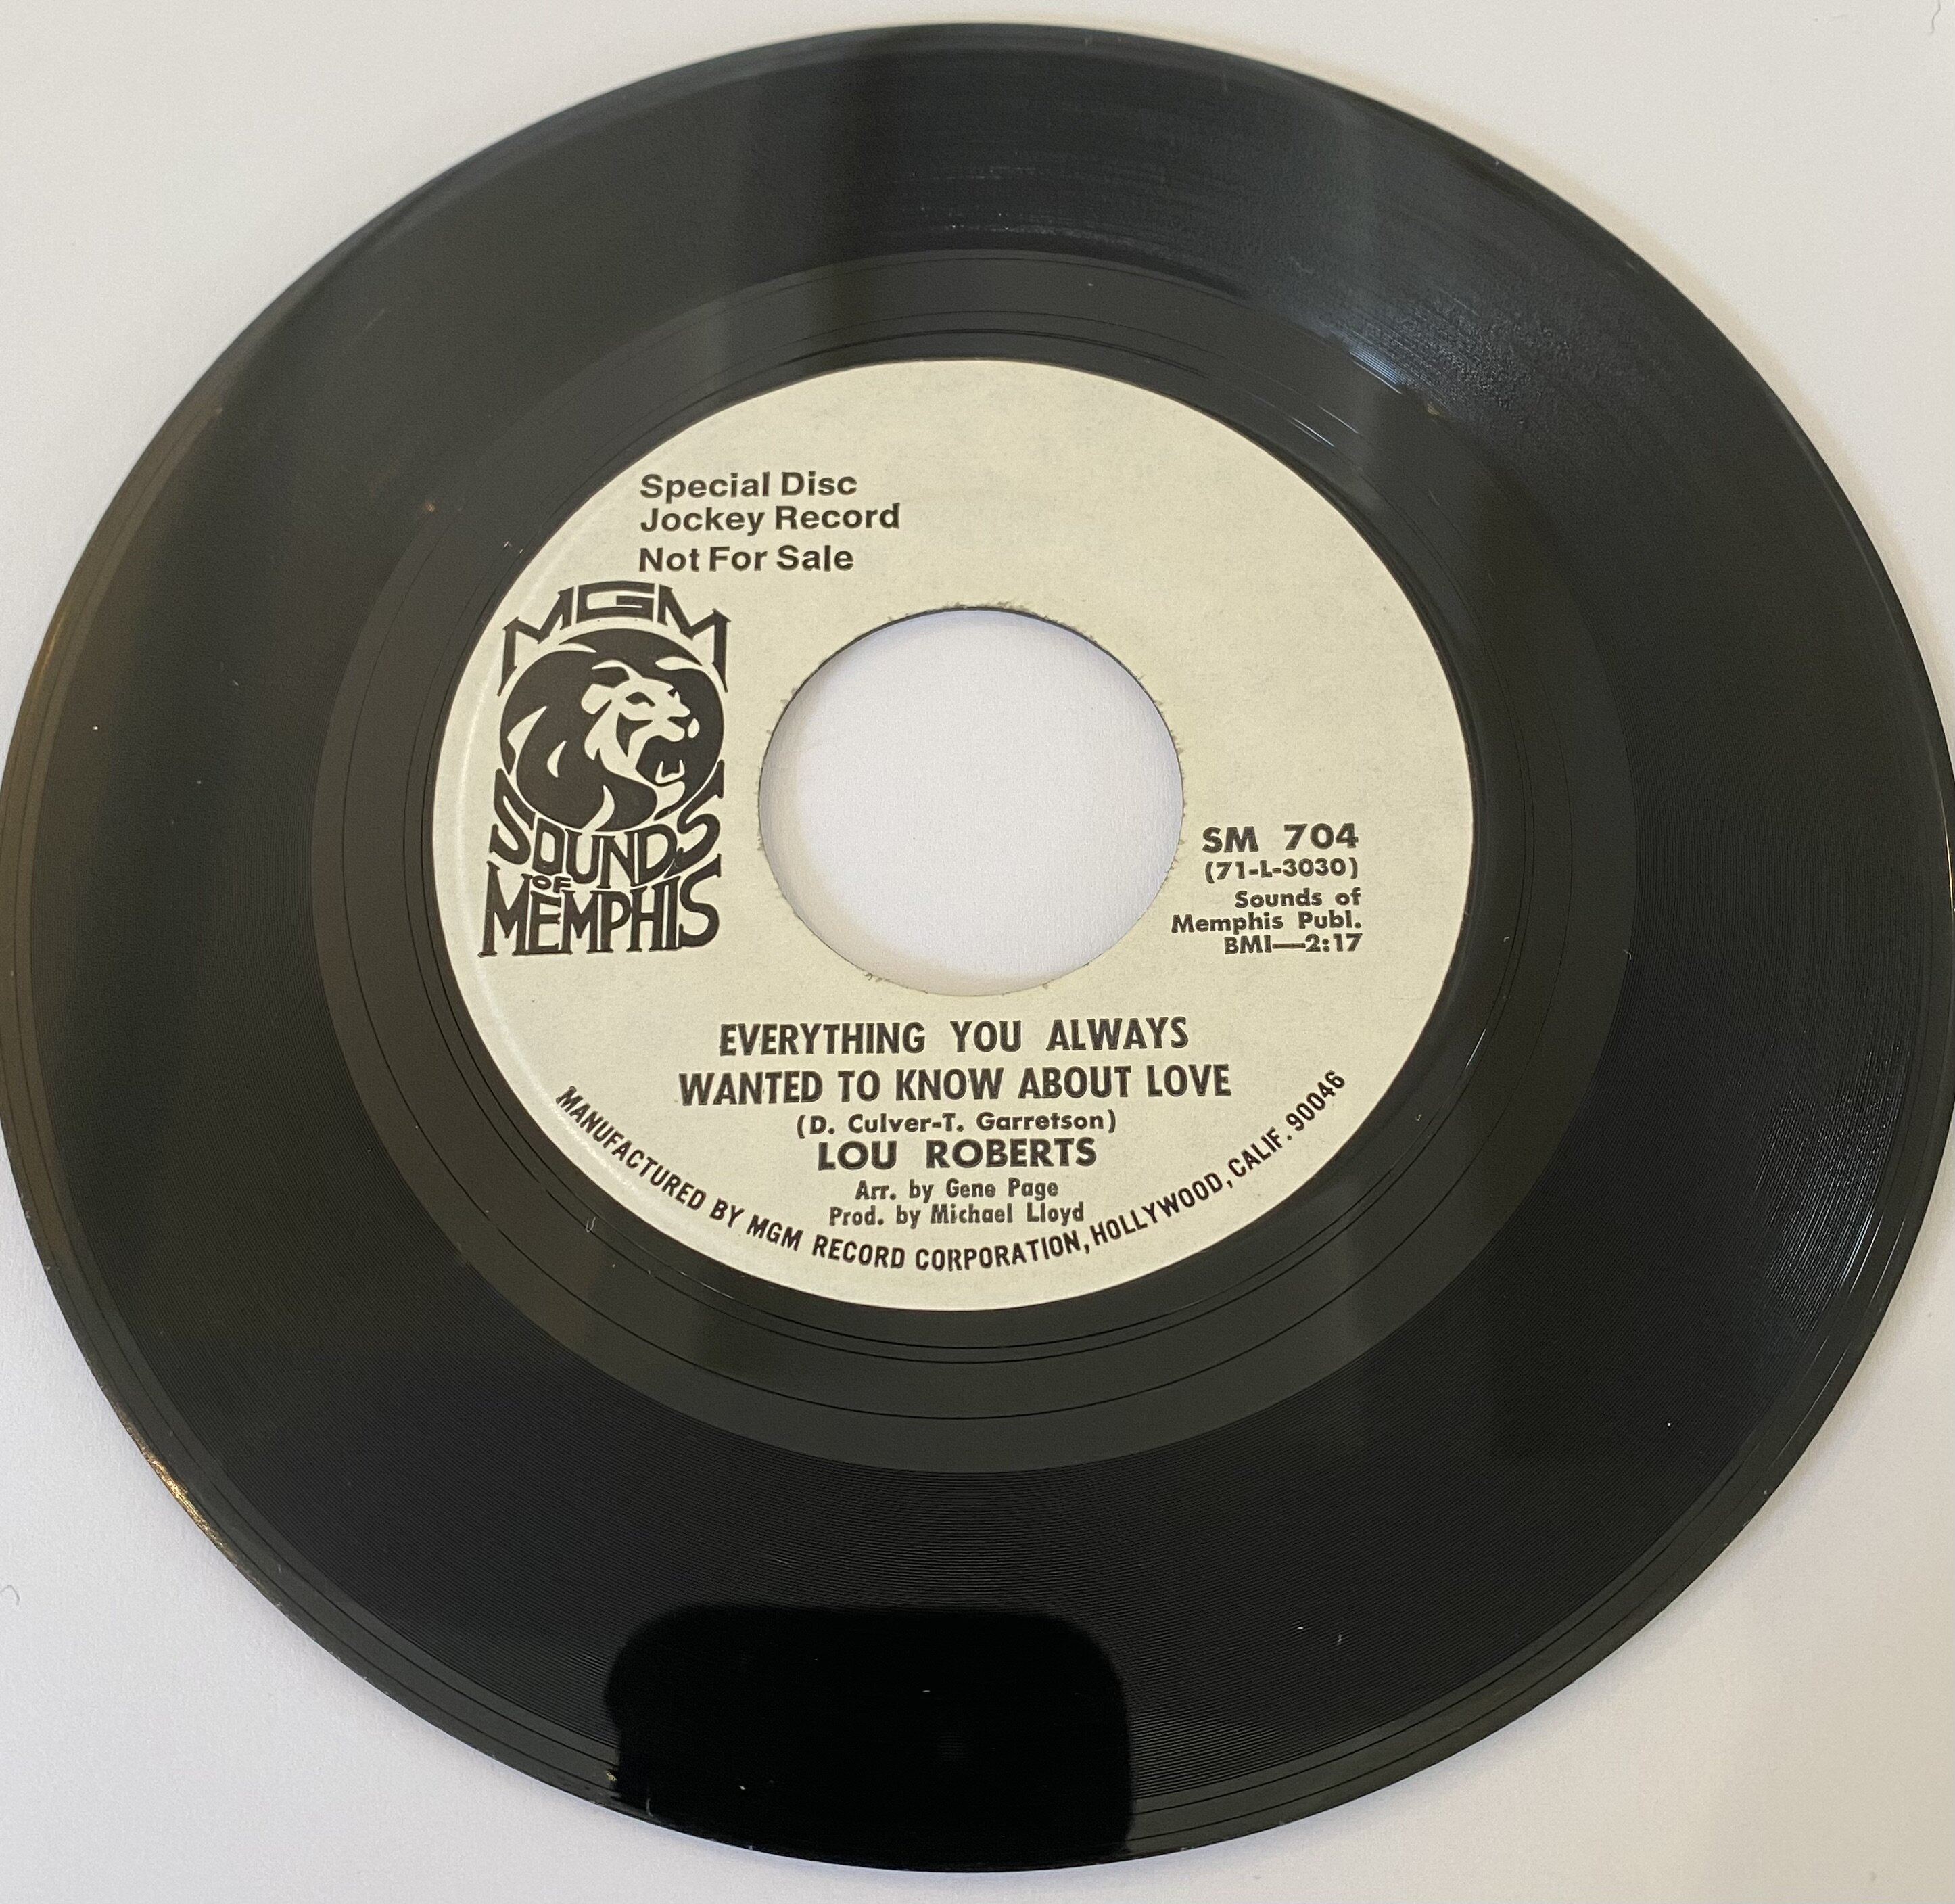 Special Disc
Jockey Record
Not For Sale
MGM
SOUNDS
OF
MEMPHIS
SM 704
(71-L-3030)
Sounds of
Memphis Publ.
BMI—2:17
EVERYTHING YOU ALWAYS
WANTED TO KNOW ABOUT LOVE
(D. Culver-T. Garretson)
LOU ROBERTS
Arr. by Gene Page
Prod. by Michael Lloyd
MANUFACTURED BY MGM RECORD CORPORATION, HOLLYWOOD, CALIF. 90046